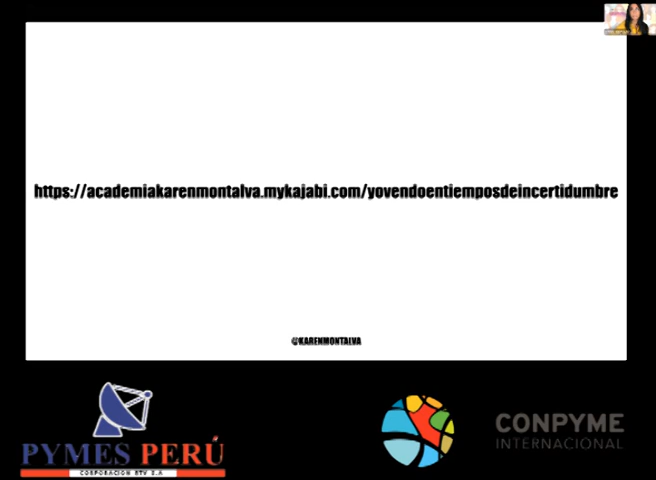 https://academiakarenmontalva.mykajabi.com/yovendoentiemposdeincertidumbre
@KARENMONTALVA
PYMES PERÚ
CORPORACION RTV S.A
CONPYME
INTERNACIONAL